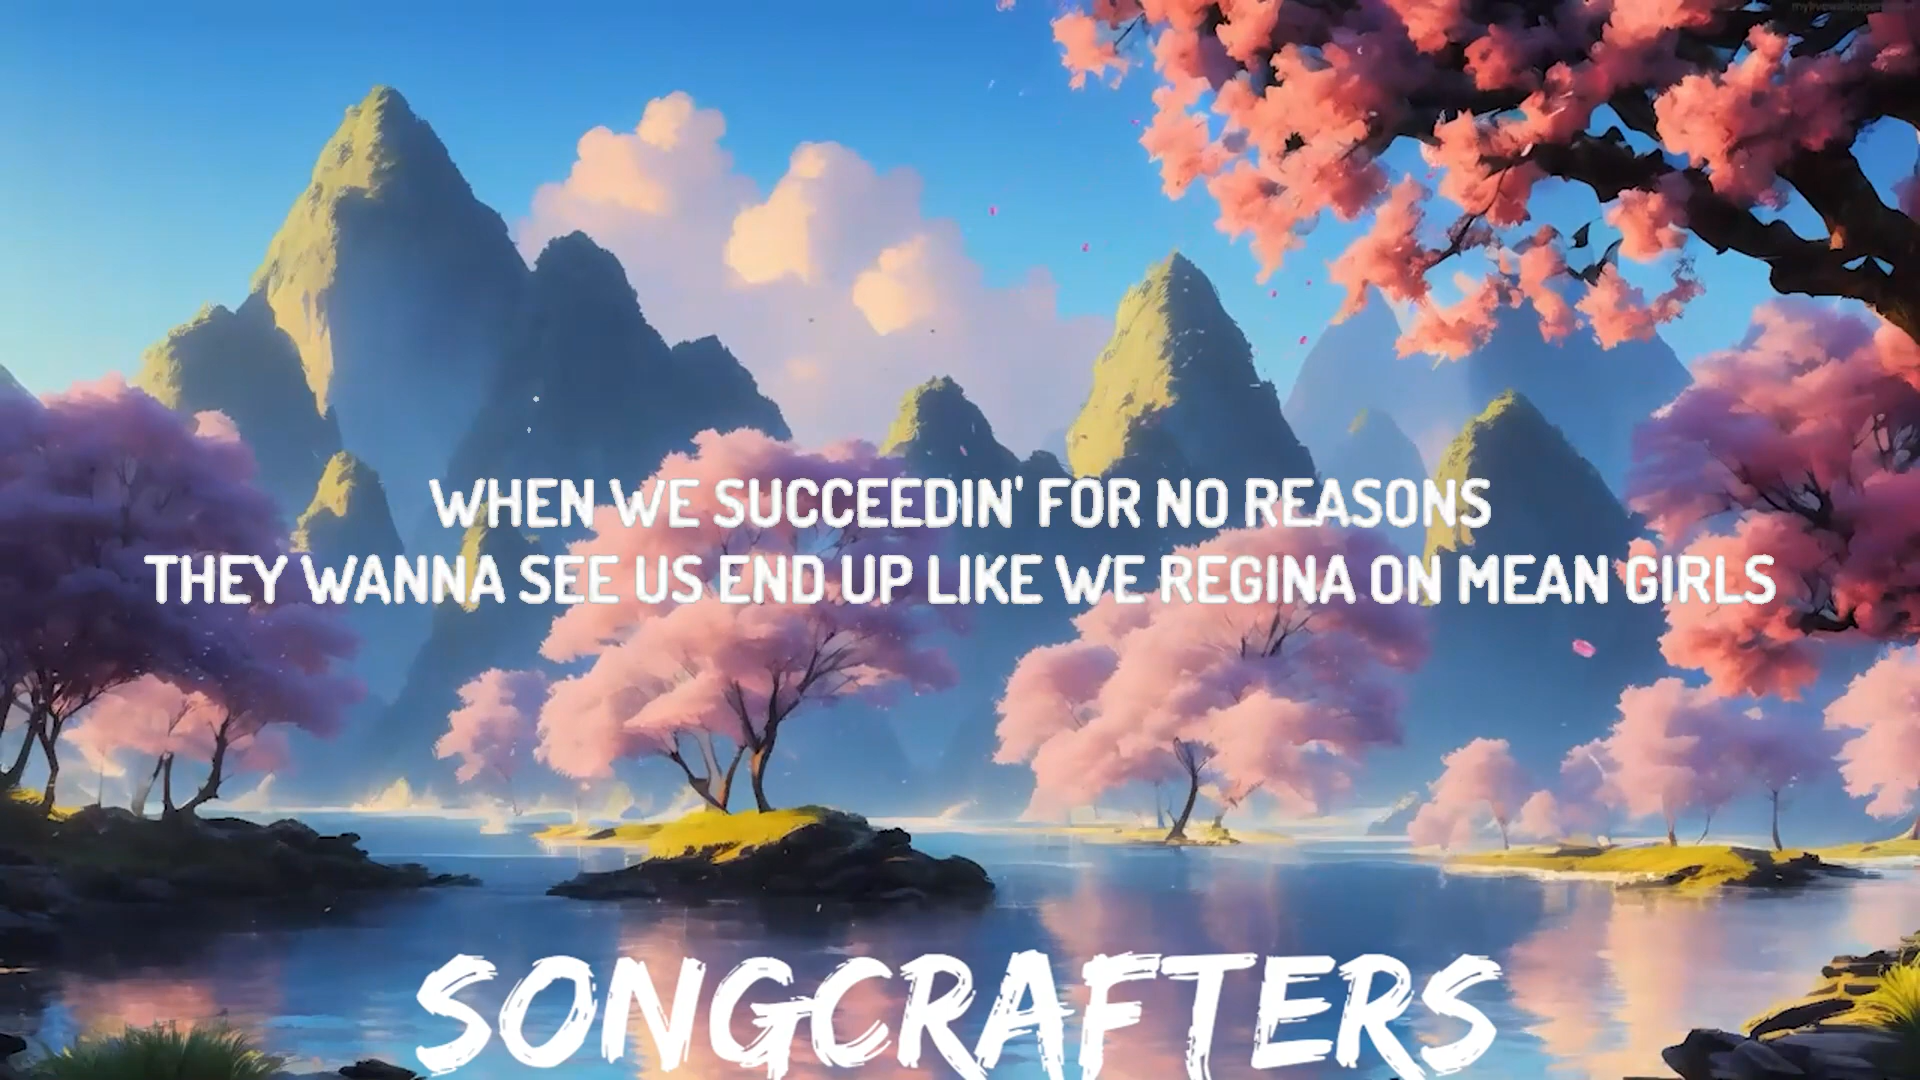 WHEN WE SUCCEEDIN' FOR NO REASONS
THEY WANNA SEE US END UP LIKE WE REGINA ON MEAN GIRLS
SONGCRAFTERS